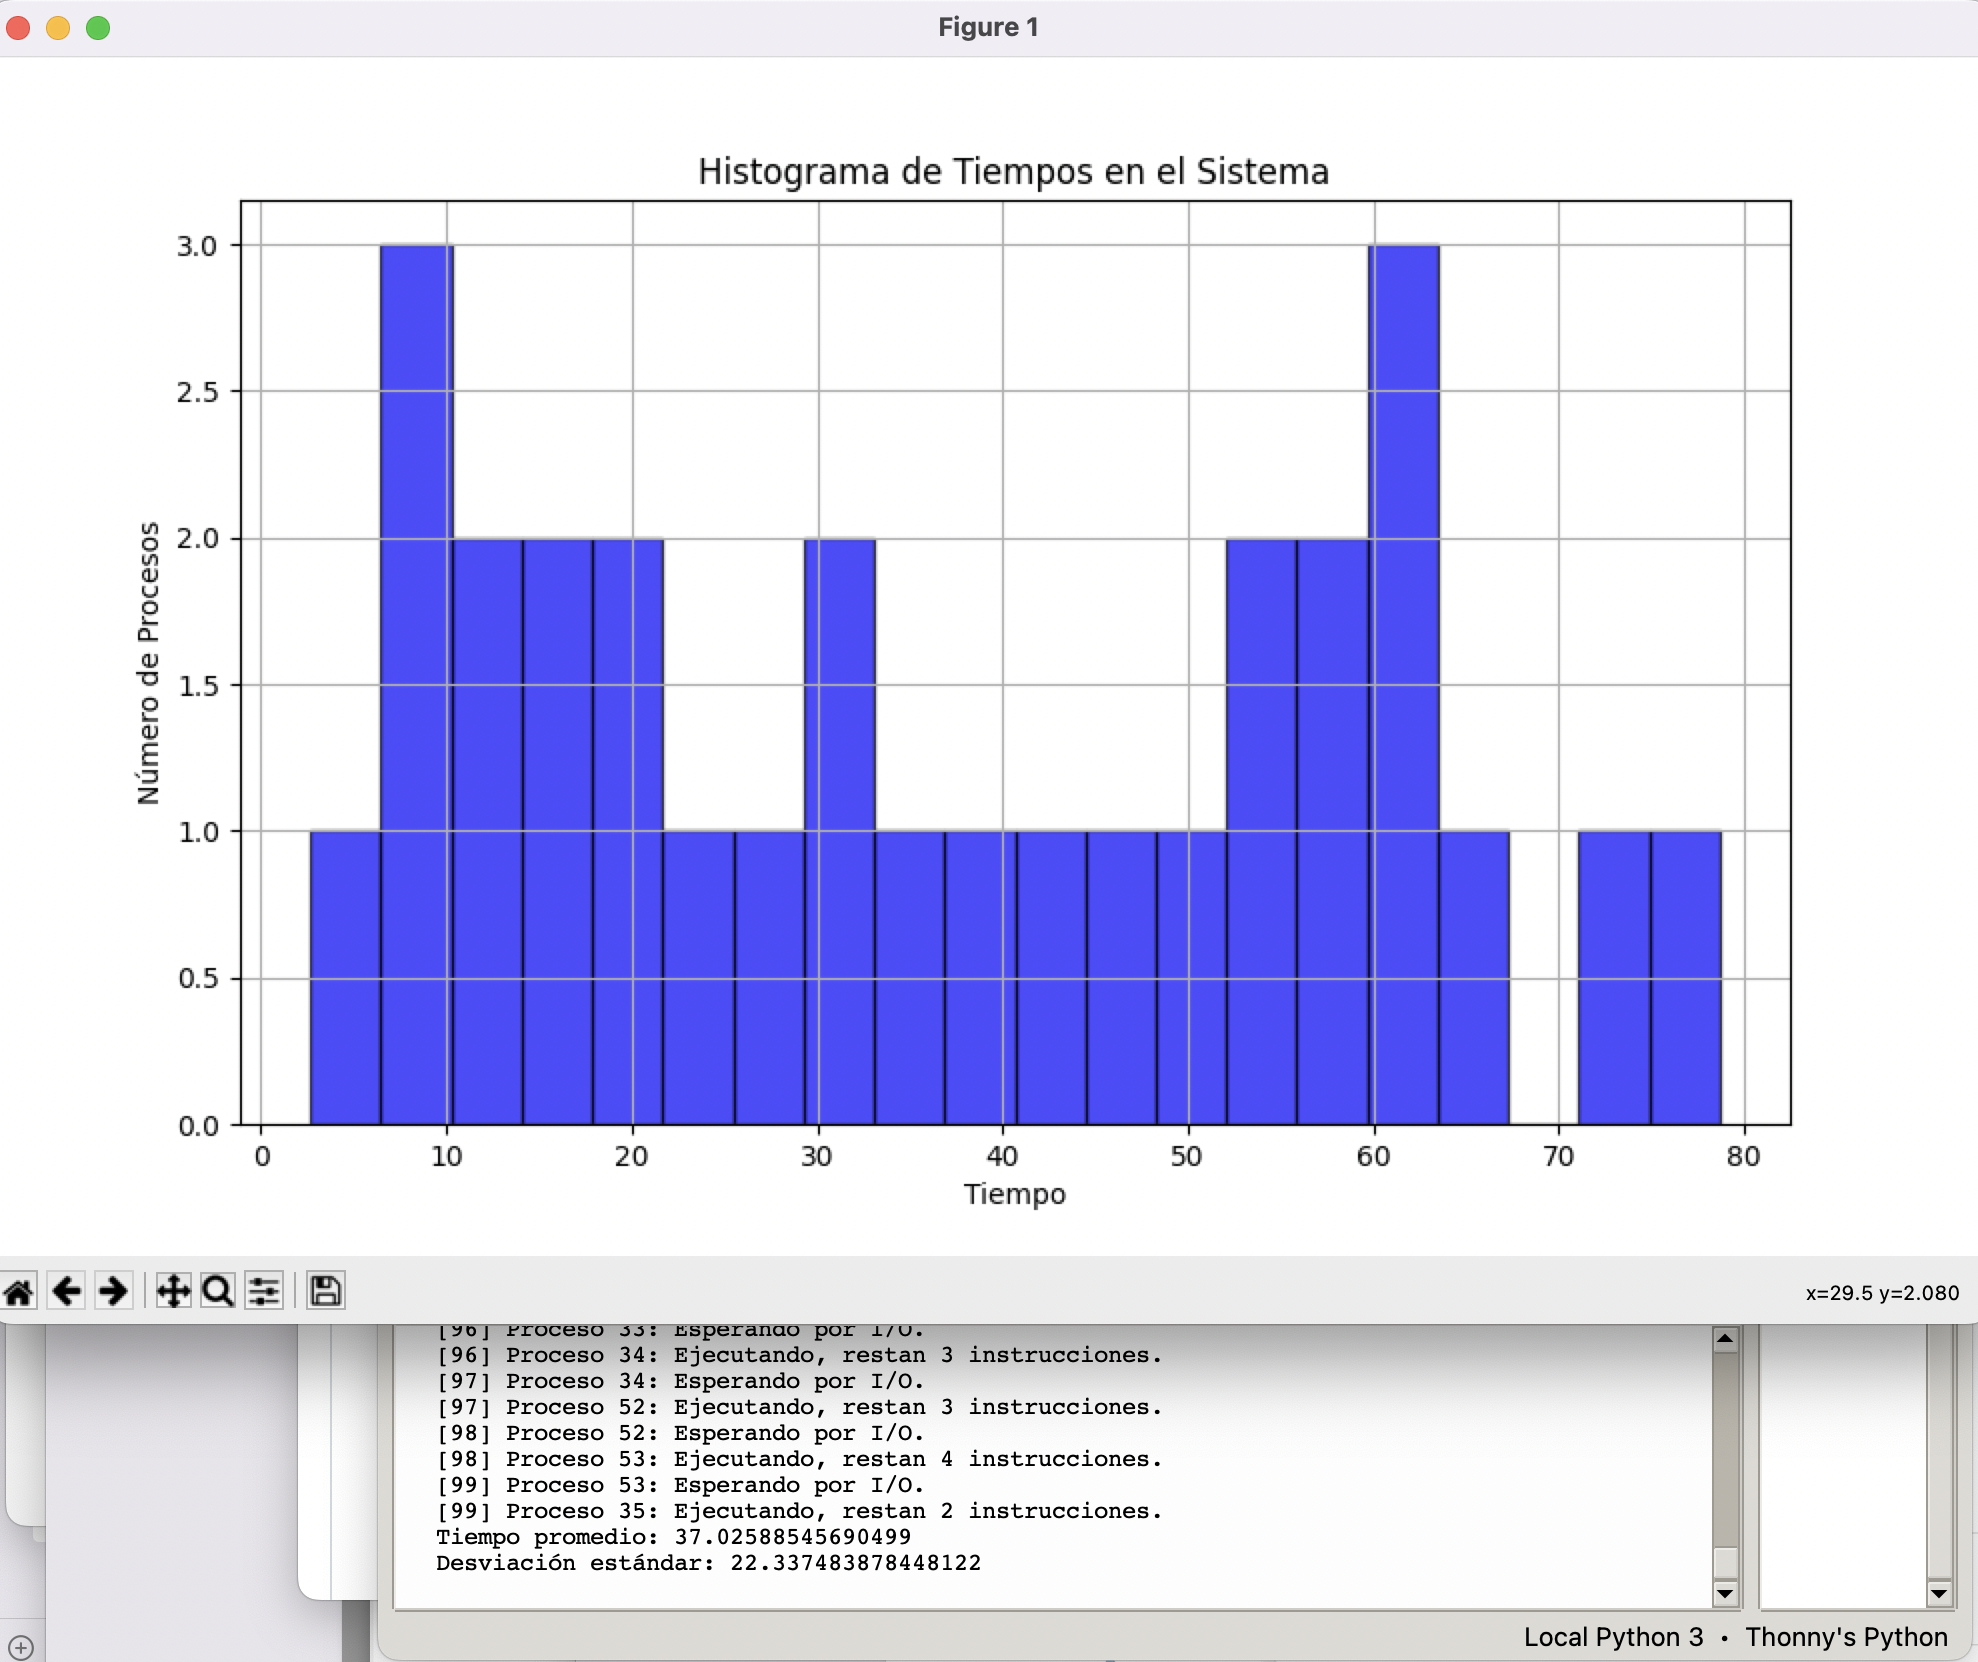 Figure 1
Histograma de Tiempos en el Sistema
3.0
2.5
2.0
1.5
1.0
0.5
0.0
Número de Procesos
0 10 20 30 40 50 60 70 80
Tiempo
x=29.5 y=2.080
[96] Proceso 33: Esperando por I/O.
[96] Proceso 34: Ejecutando, restan 3 instrucciones.
[97] Proceso 34: Esperando por I/O.
[97] Proceso 52: Ejecutando, restan 3 instrucciones.
[98] Proceso 52: Esperando por I/O.
[98] Proceso 53: Ejecutando, restan 4 instrucciones.
[99] Proceso 53: Esperando por I/O.
[99] Proceso 35: Ejecutando, restan 2 instrucciones.
Tiempo promedio: 37.02588545690499
Desviación estándar: 22.337483878448122
Local Python 3 • Thonny's Python